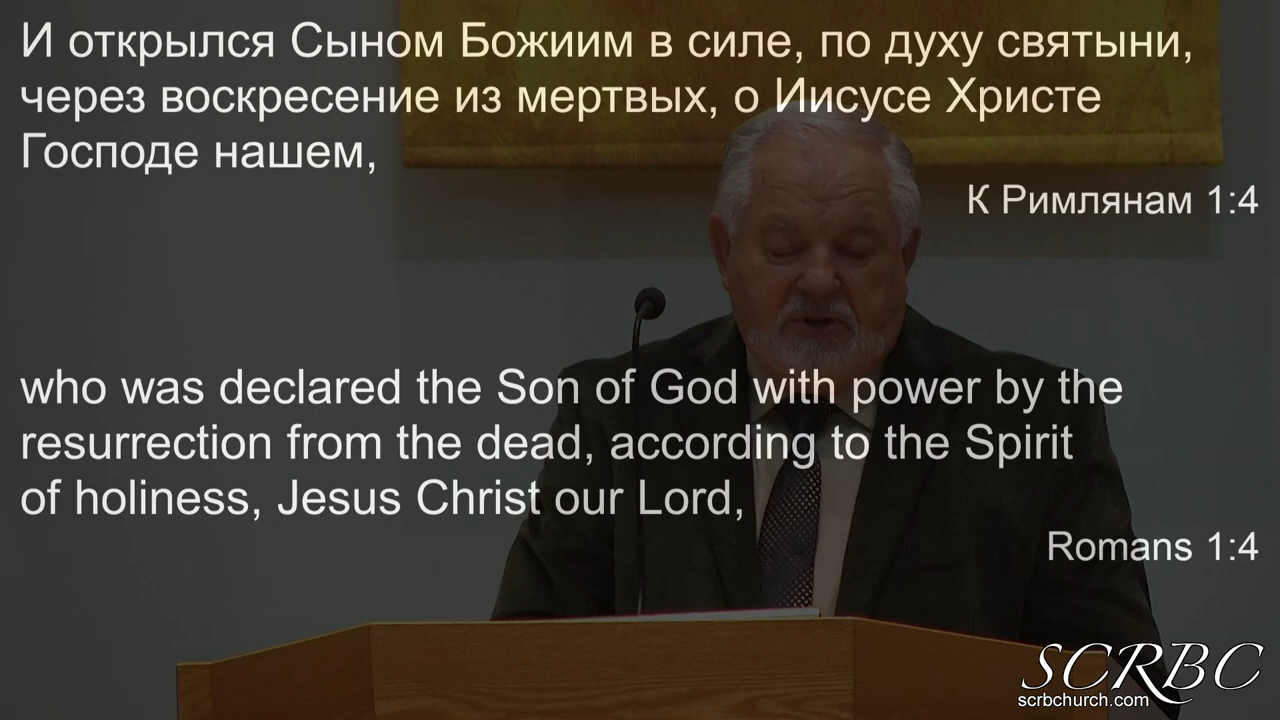 И открылся Сыном Божиим в силе, по духу святыни,
через воскресение из мертвых, о Иисусе Христе
Господе нашем,
К Римлянам 1:4
who was declared the Son of God with power by the
resurrection from the dead, according to the Spirit
of holiness, Jesus Christ our Lord,
Romans 1:4
SCRBC
scrbchurch.com